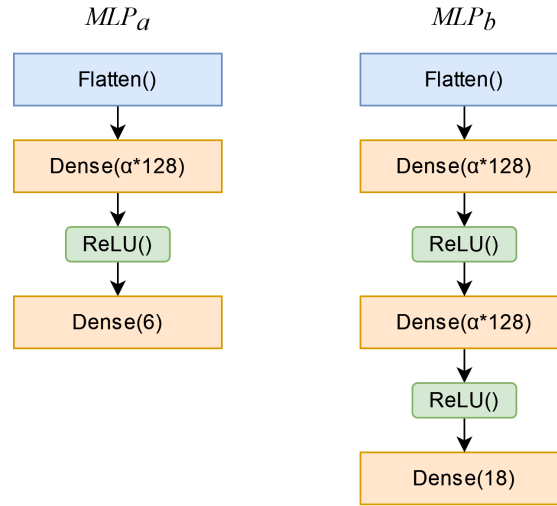 MLPa
Flatten()
Dense(α*128)
ReLU()
Dense(6)
MLPb
Flatten()
Dense(α*128)
ReLU()
Dense(α*128)
ReLU()
Dense(18)